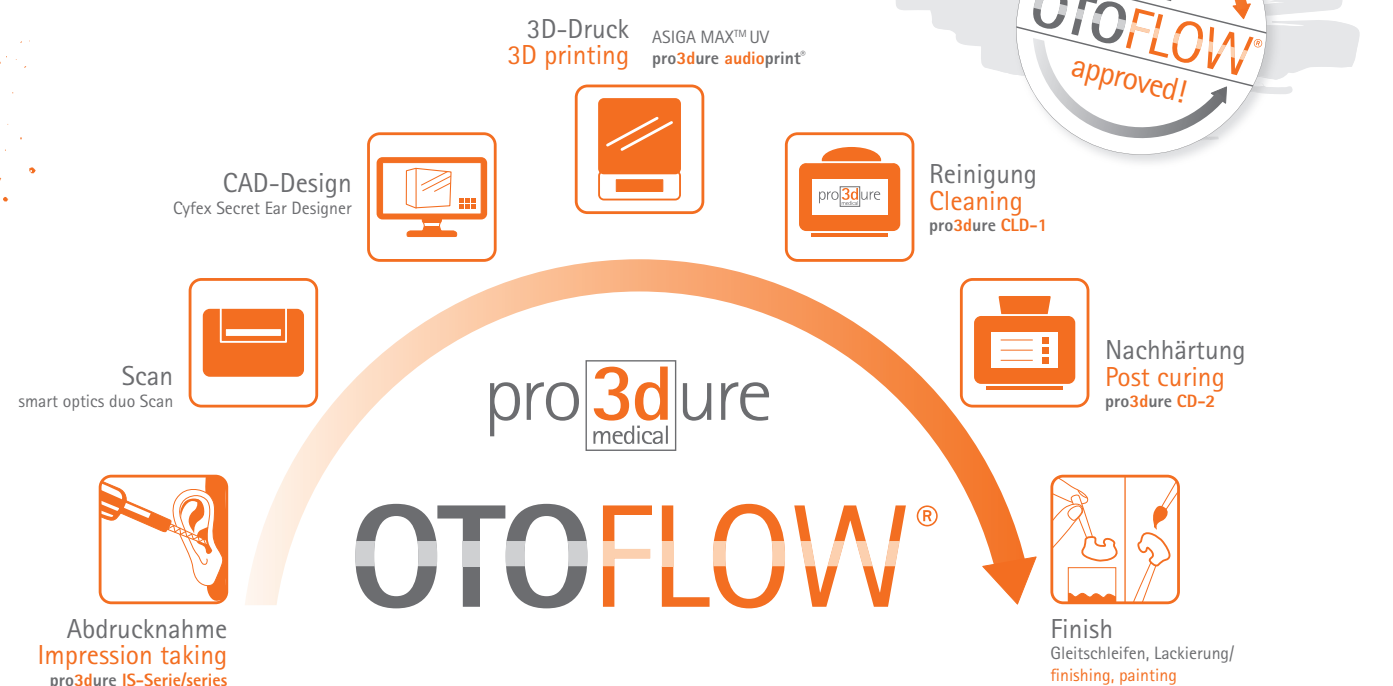 OTOFLOW®
approved!
3D-Druck
3D printing
ASIGA MAX™ UV
pro3dure audioprint®
CAD-Design
Cyfex Secret Ear Designer
pro3dure
medical
Reinigung
Cleaning
pro3dure CLD-1
Scan
smart optics duo Scan
Nachhärtung
Post curing
pro3dure CD-2
pro3dure
medical
OTOFLOW®
Abdrucknahme
Impression taking
pro3dure IS-Serie/series
Finish
Gleitschleifen, Lackierung/
finishing, painting